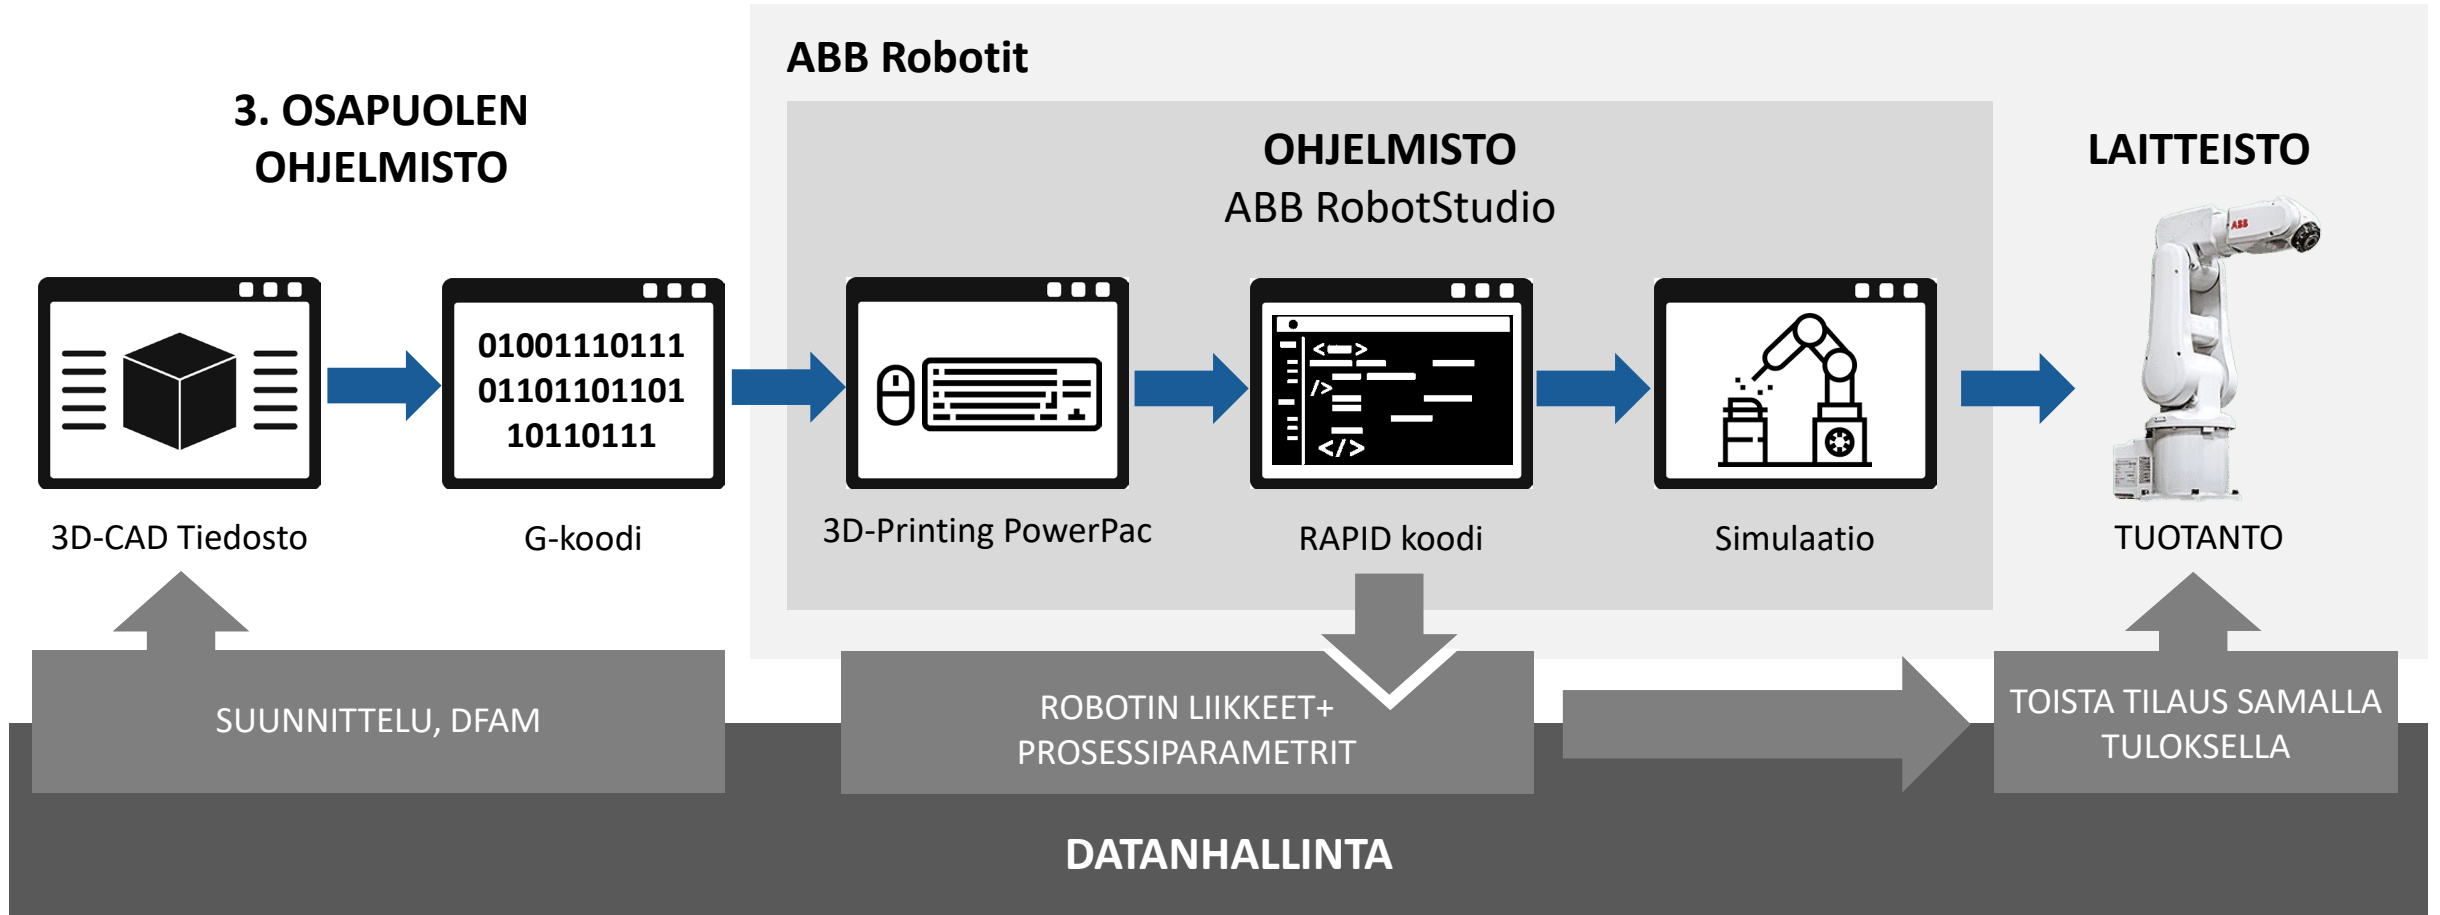 ABB Robotit
3. OSAPUOLEN
OHJELMISTO
OHJELMISTO
ABB RobotStudio
LAITTEISTO
ABB
01001110111
01101101101
10110111
< >
/>
</>
3D-CAD Tiedosto
G-koodi
3D-Printing PowerPac
RAPID koodi
Simulaatio
TUOTANTO
SUUNNITTELU, DFAM
ROBOTIN LIIKKEET+
PROSESSIPARAMETRIT
TOISTA TILAUS SAMALLA
TULOKSELLA
DATANHALLINTA